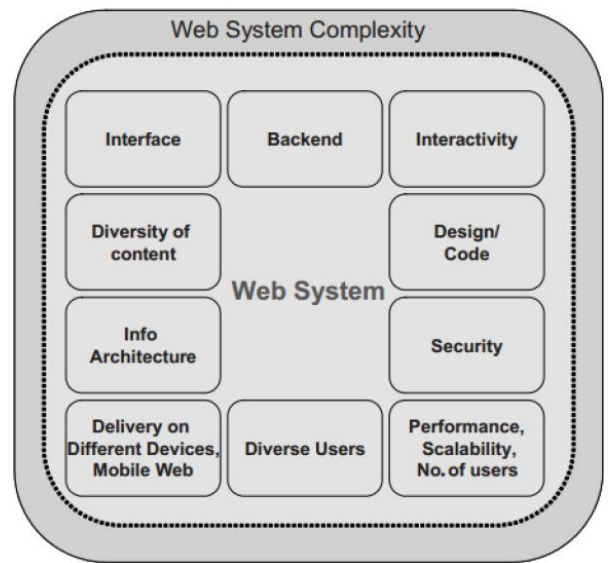 Web System Complexity
Interface
Backend
Interactivity
Diversity of
content
Design/
Code
Web System
Info
Architecture
Security
Delivery on
Different Devices,
Mobile Web
Diverse Users
Performance,
Scalability,
No. of users